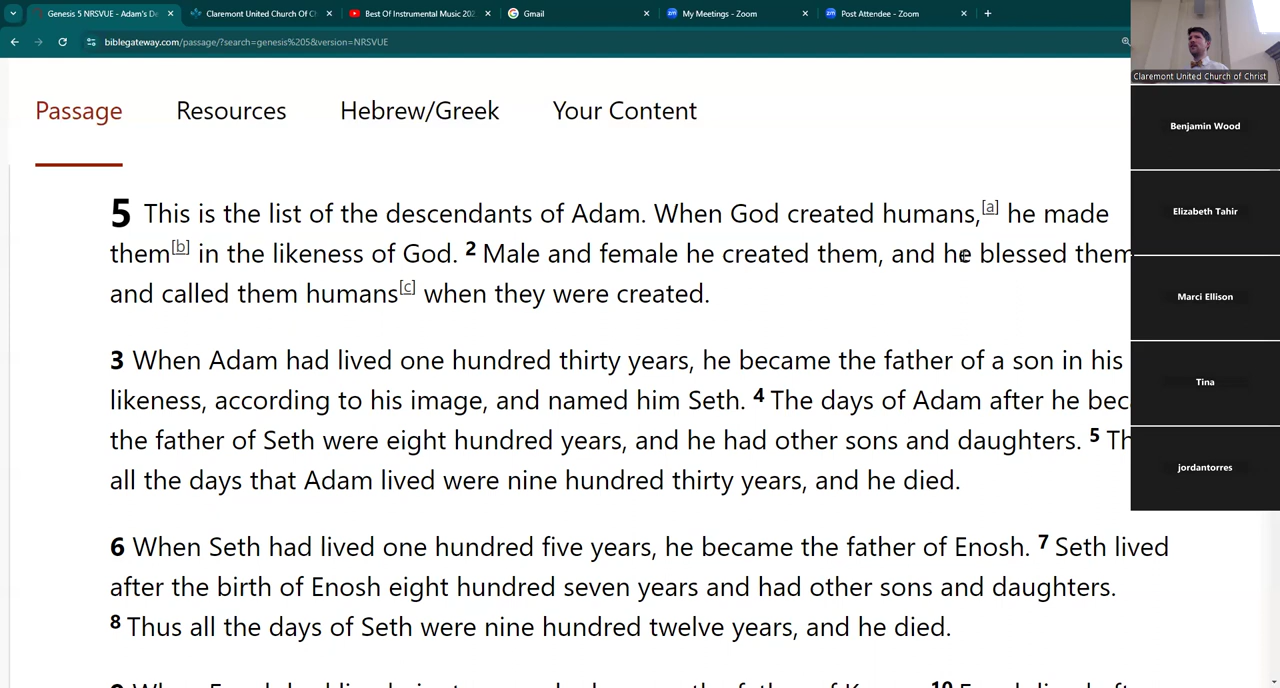 Genesis 5 NRSVUE - Adam's De
Claremont United Church Of C
Best Of Instrumental Music 202
Gmail
My Meetings - Zoom
Post Attendee - Zoom
biblegateway.com/passage/?search=genesis%205&version=NRSVUE
Claremont United Church of Christ
Benjamin Wood
Elizabeth Tahir
Marci Ellison
Tina
jordantorres
Passage Resources Hebrew/Greek Your Content
5 This is the list of the descendants of Adam. When God created humans,[a] he made
them[b] in the likeness of God. 2 Male and female he created them, and he blessed them
and called them humans[c] when they were created.
3 When Adam had lived one hundred thirty years, he became the father of a son in his
likeness, according to his image, and named him Seth. 4 The days of Adam after he bec
the father of Seth were eight hundred years, and he had other sons and daughters. 5 Th
all the days that Adam lived were nine hundred thirty years, and he died.
6 When Seth had lived one hundred five years, he became the father of Enosh. 7 Seth lived
after the birth of Enosh eight hundred seven years and had other sons and daughters.
8 Thus all the days of Seth were nine hundred twelve years, and he died.